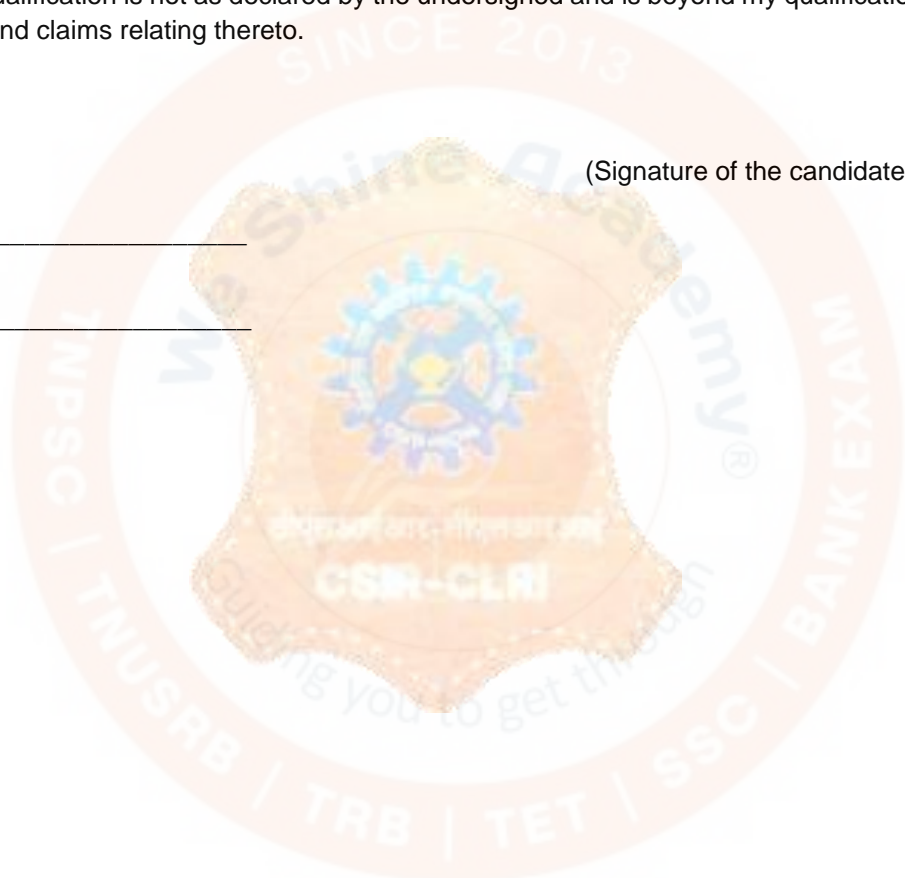 ualification is not as declared by the undersigned and is beyond my qualificatio
nd claims relating thereto.
SINCE 2013
(Signature of the candidate
We Shine Academy®
TNPSC | TNUSRB | TRB | TET | SSC | BANK EXAM
CSIR-CLRI
Guiding you to get through